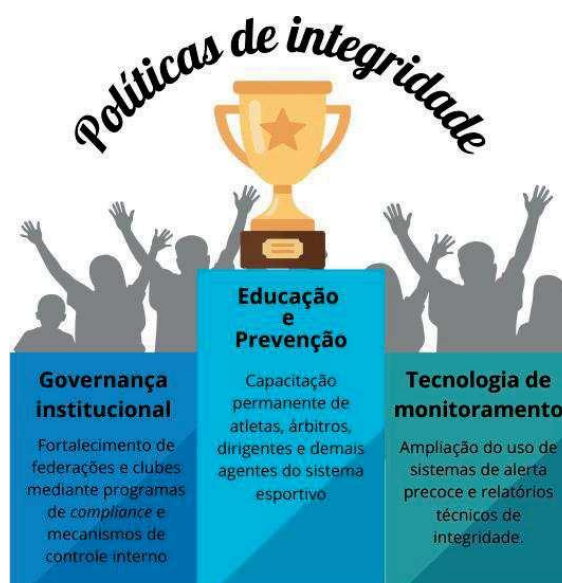 Políticas de integridade
Educação
e
Prevenção
Capacitação
permanente de
atletas, árbitros,
dirigentes e demais
agentes do sistema
esportivo
Governança
institucional
Fortalecimento de
federações e clubes
mediante programas
de compliance e
mecanismos de
controle interno
Tecnologia de
monitoramento
Ampliação do uso de
sistemas de alerta
precoce e relatórios
técnicos de
integridade.